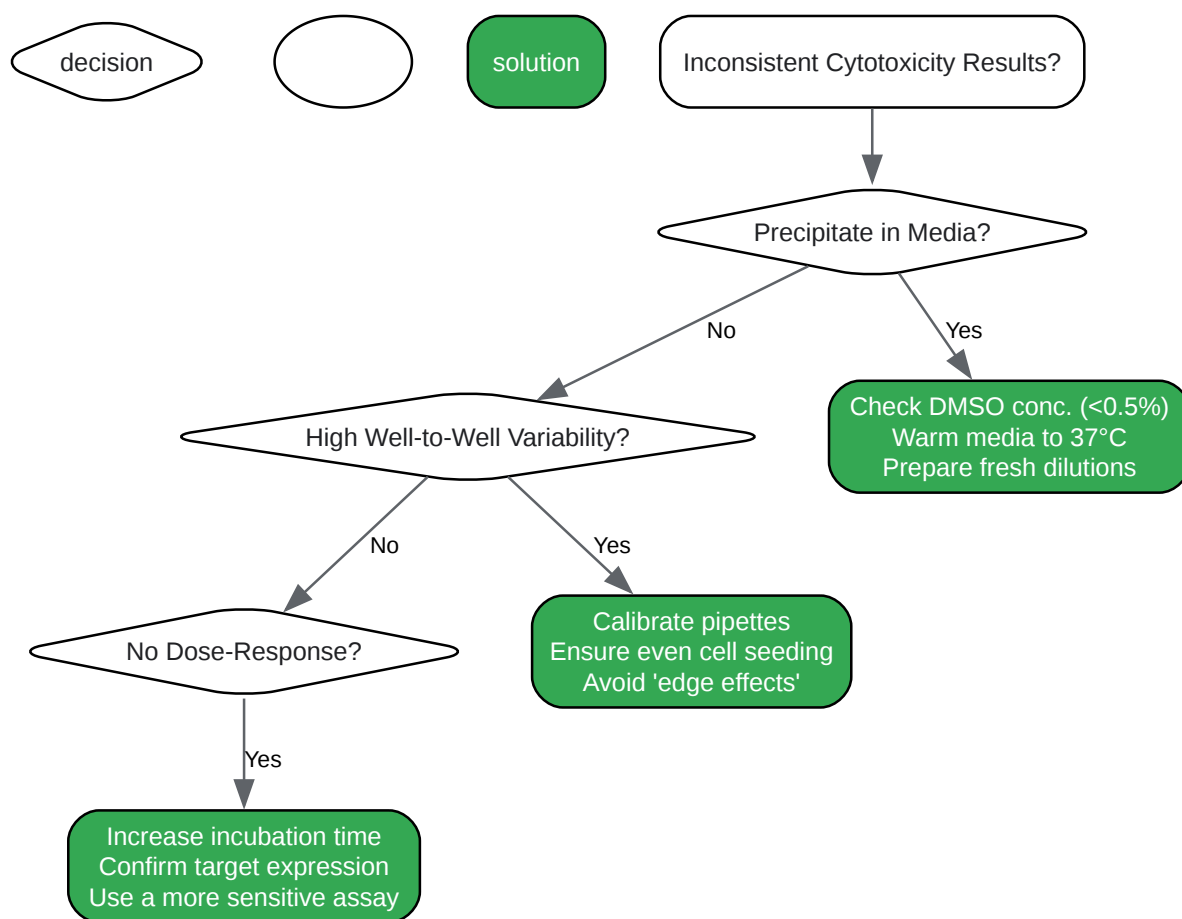 decision
solution
Inconsistent Cytotoxicity Results?
Precipitate in Media?
No
Yes
High Well-to-Well Variability?
Check DMSO conc. (<0.5%)
Warm media to 37°C
Prepare fresh dilutions
No
Yes
No Dose-Response?
Calibrate pipettes
Ensure even cell seeding
Avoid 'edge effects'
Yes
Increase incubation time
Confirm target expression
Use a more sensitive assay